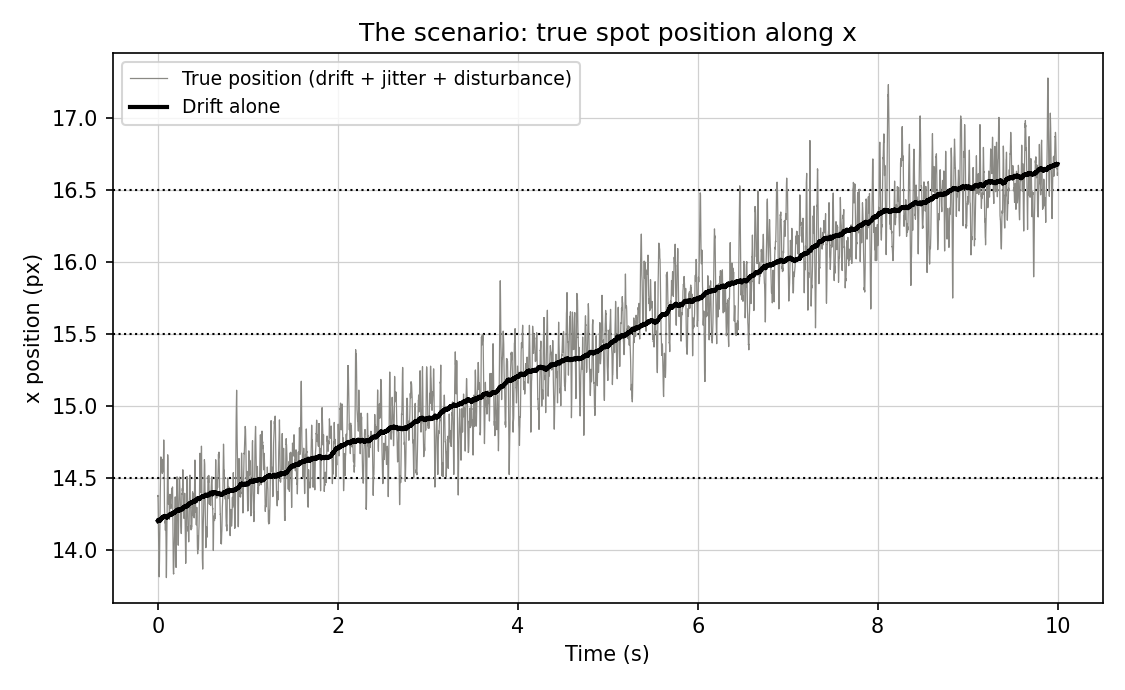 The scenario: true spot position along x
True position (drift + jitter + disturbance)
Drift alone
17.0
16.5
16.0
15.5
15.0
14.5
14.0
x position (px)
0 2 4 6 8 10
Time (s)